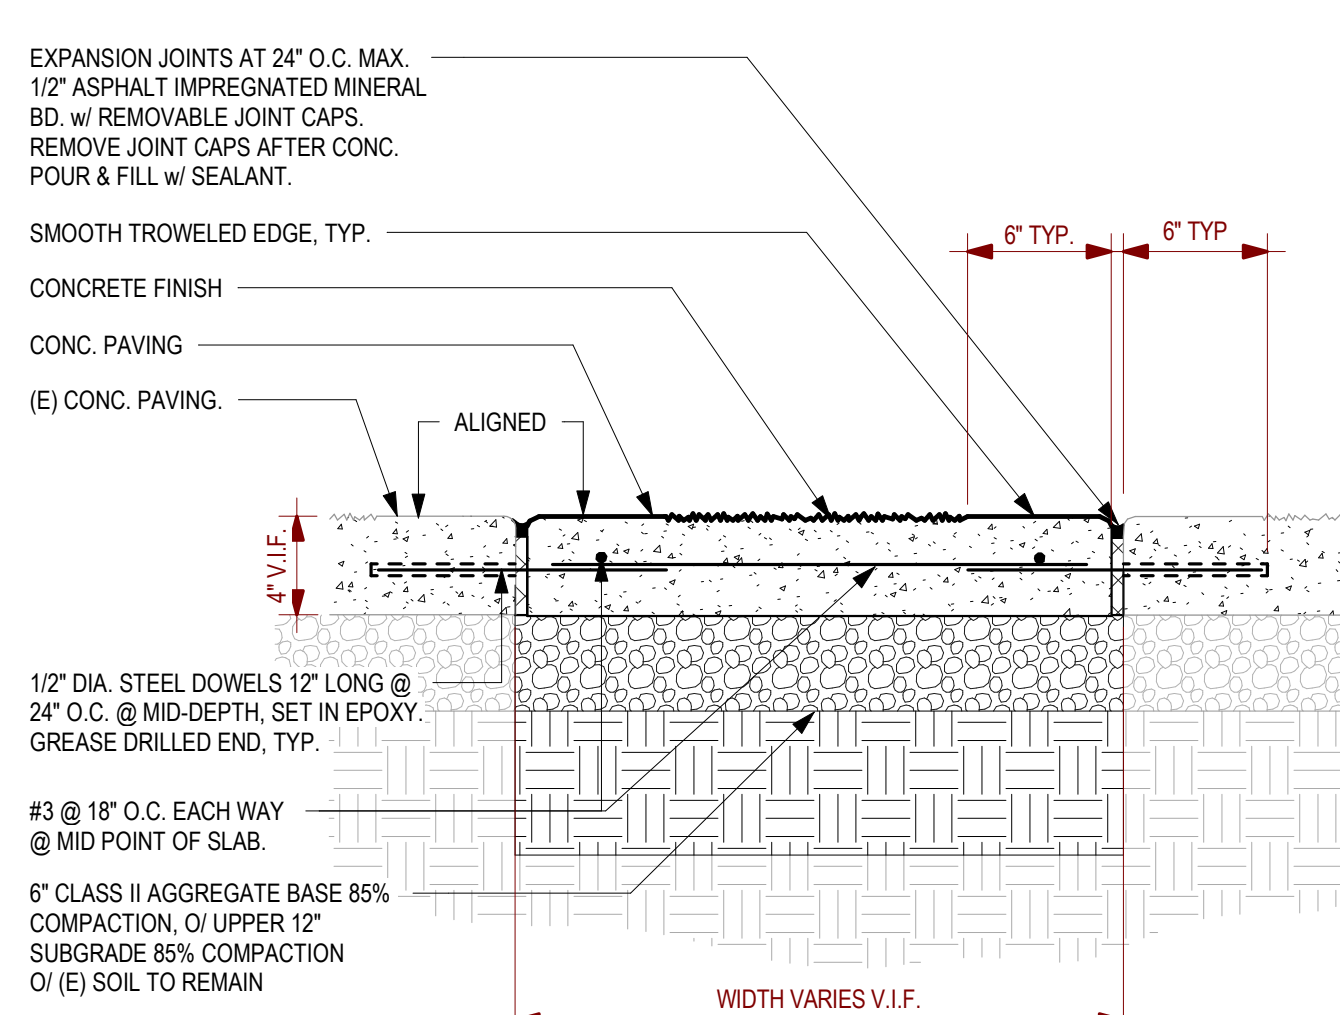 EXPANSION JOINTS AT 24" O.C. MAX.
1/2" ASPHALT IMPREGNATED MINERAL
BD. w/ REMOVABLE JOINT CAPS.
REMOVE JOINT CAPS AFTER CONC.
POUR & FILL w/ SEALANT.
SMOOTH TROWELED EDGE, TYP.
6" TYP.
6" TYP
CONCRETE FINISH
CONC. PAVING
(E) CONC. PAVING.
ALIGNED
4" V.I.F.
1/2" DIA. STEEL DOWELS 12" LONG @
24" O.C. @ MID-DEPTH, SET IN EPOXY.
GREASE DRILLED END, TYP.
#3 @ 18" O.C. EACH WAY
@ MID POINT OF SLAB.
6" CLASS II AGGREGATE BASE 85%
COMPACTION, O/ UPPER 12"
SUBGRADE 85% COMPACTION
O/ (E) SOIL TO REMAIN
WIDTH VARIES V.I.F.